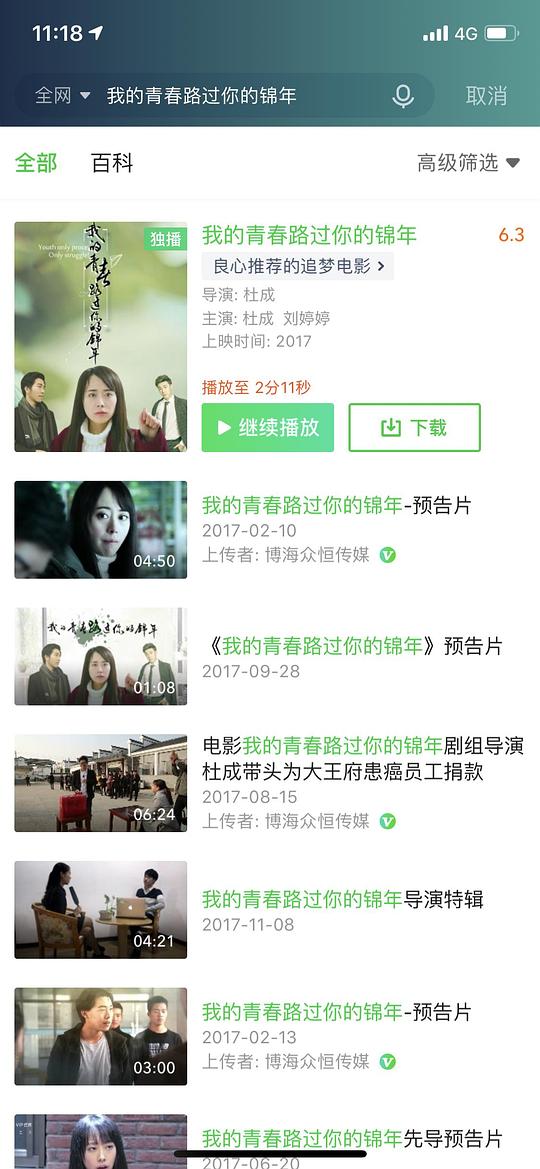 11:18
4G
全网
我的青春路过你的锦年
取消
全部
百科
高级筛选
独播
Youth only proce
Only struggle
我的青春路过你的锦年
我的青春路过你的锦年
6.3
良心推荐的追梦电影
导演: 杜成
主演: 杜成 刘婷婷
上映时间: 2017
播放至 2分11秒
继续播放
下载
04:50
我的青春路过你的锦年-预告片
2017-02-10
上传者: 博海众恒传媒
我的青春路过你的锦年
01:08
《我的青春路过你的锦年》预告片
2017-09-28
06:24
电影我的青春路过你的锦年剧组导演
杜成带头为大王府患癌员工捐款
2017-08-15
上传者: 博海众恒传媒
04:21
我的青春路过你的锦年导演特辑
2017-11-08
03:00
我的青春路过你的锦年-预告片
2017-02-13
上传者: 博海众恒传媒
我的青春路过你的锦年先导预告片
2017-06-20